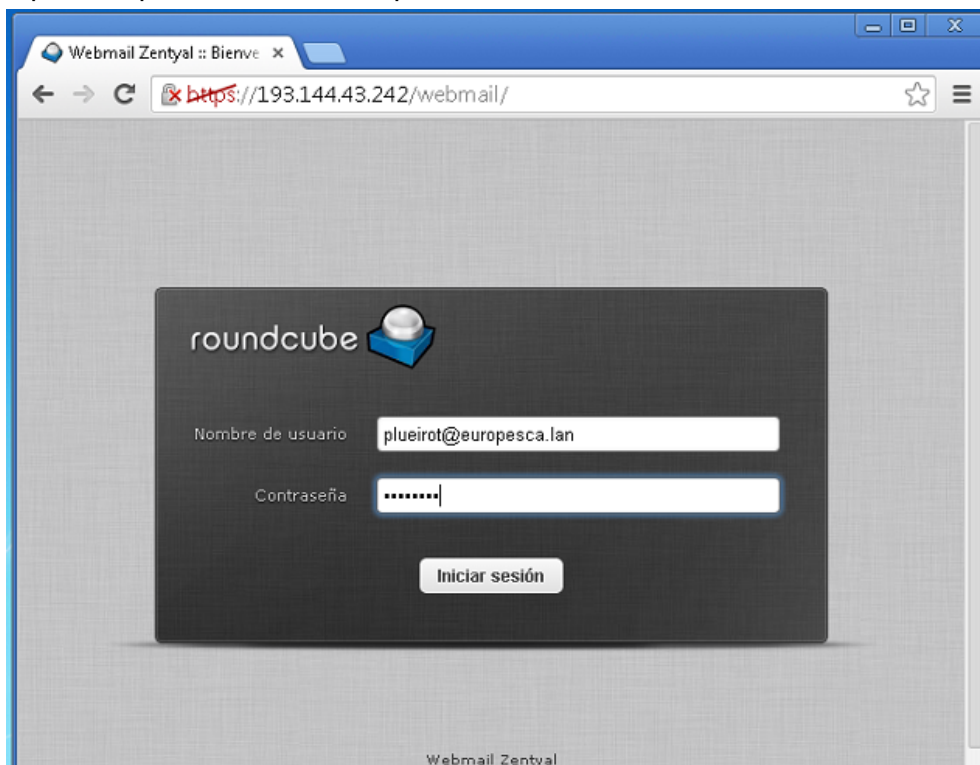 Webmail Zentyal :: Bienve
https://193.144.43.242/webmail/
roundcube
Nombre de usuario
plueirot@europesca.lan
Contraseña
••••••••
Iniciar sesión
Webmail Zentyal